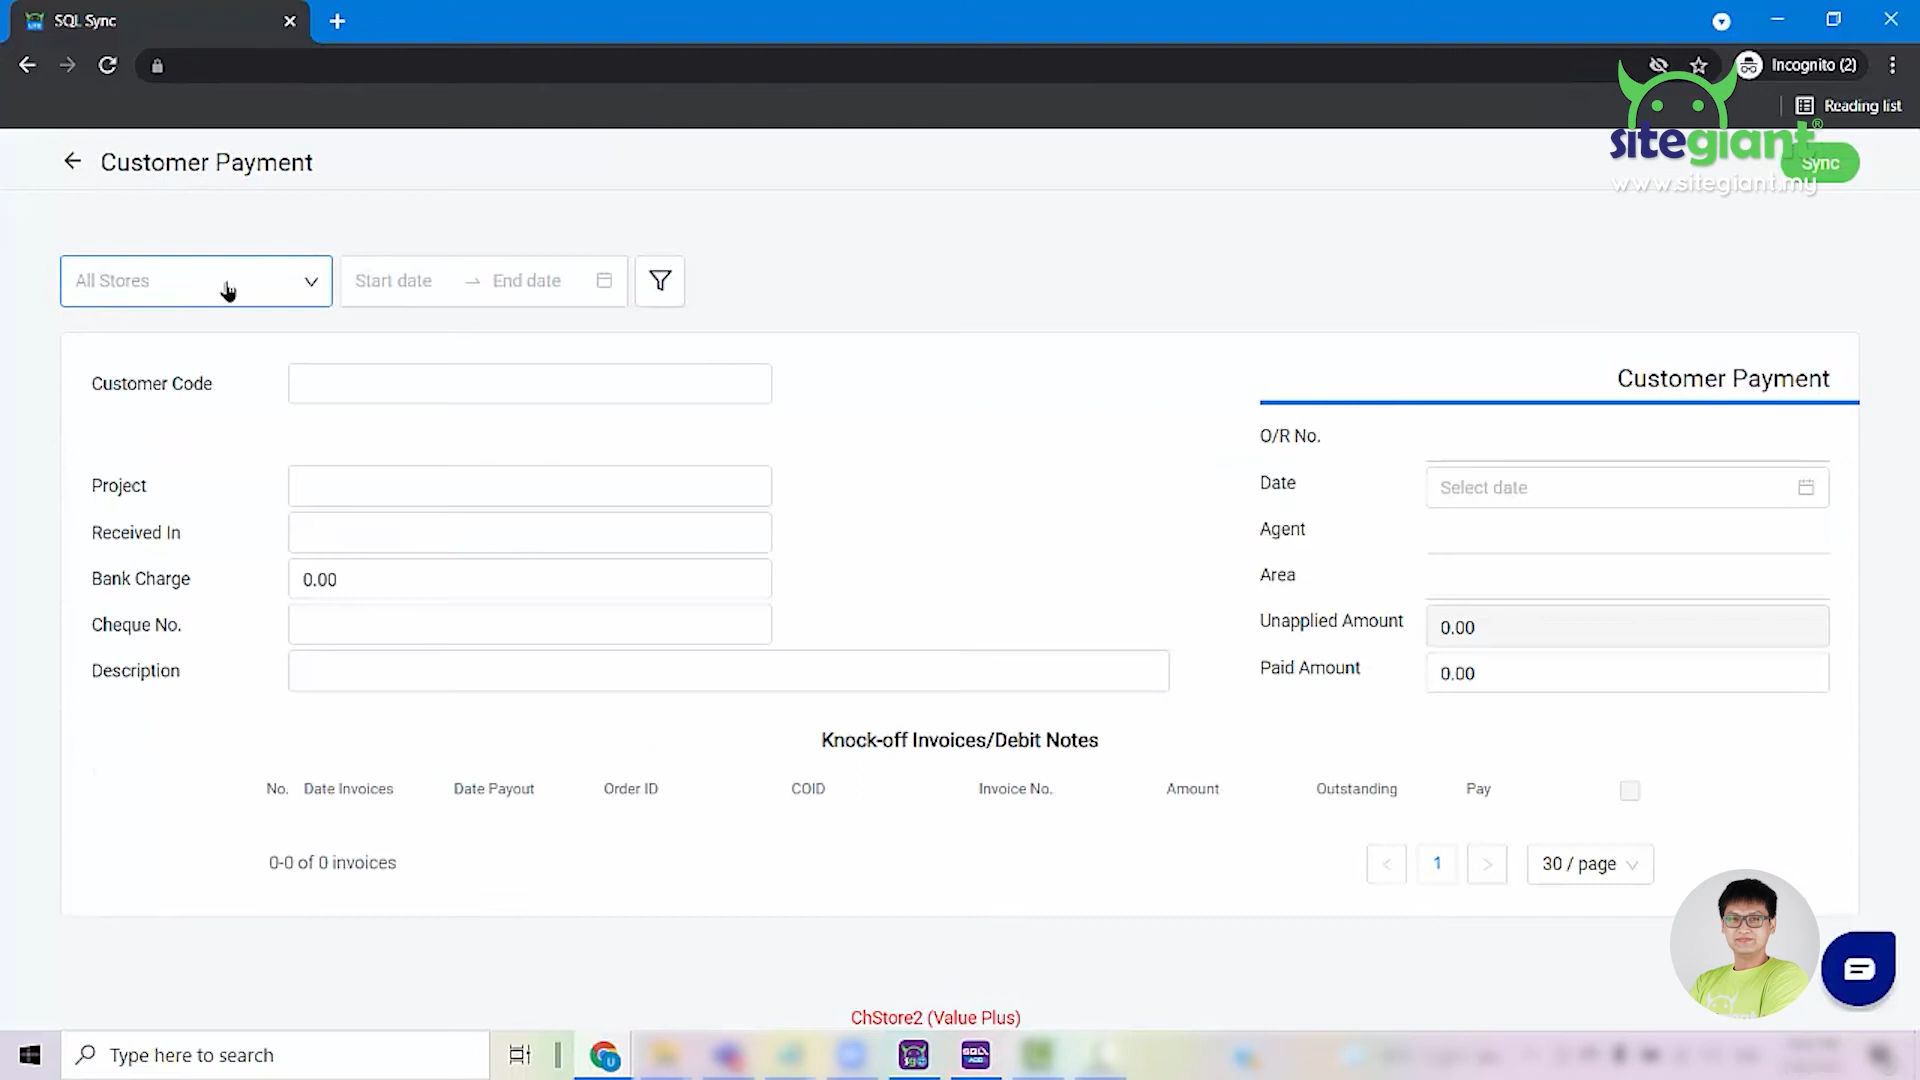 SQL Sync
Incognito (2)
Reading list
Customer Payment
Sync
sitegiant®
www.sitegiant.my
All Stores
Start date
End date
Customer Code
Customer Payment
O/R No.
Project
Date
Select date
Received In
Agent
Bank Charge
0.00
Area
Cheque No.
Unapplied Amount
0.00
Description
Paid Amount
0.00
Knock-off Invoices/Debit Notes
No. Date Invoices Date Payout Order ID COID Invoice No. Amount Outstanding Pay
0-0 of 0 invoices
< 1 >
30 / page
ChStore2 (Value Plus)
Type here to search